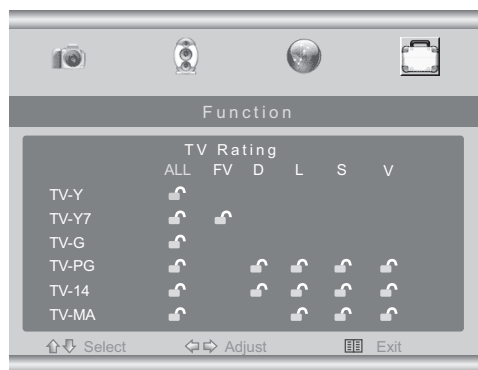 Function
TV Rating
ALL FV D L S V
TV-Y
TV-Y7
TV-G
TV-PG
TV-14
TV-MA
Select Adjust Exit